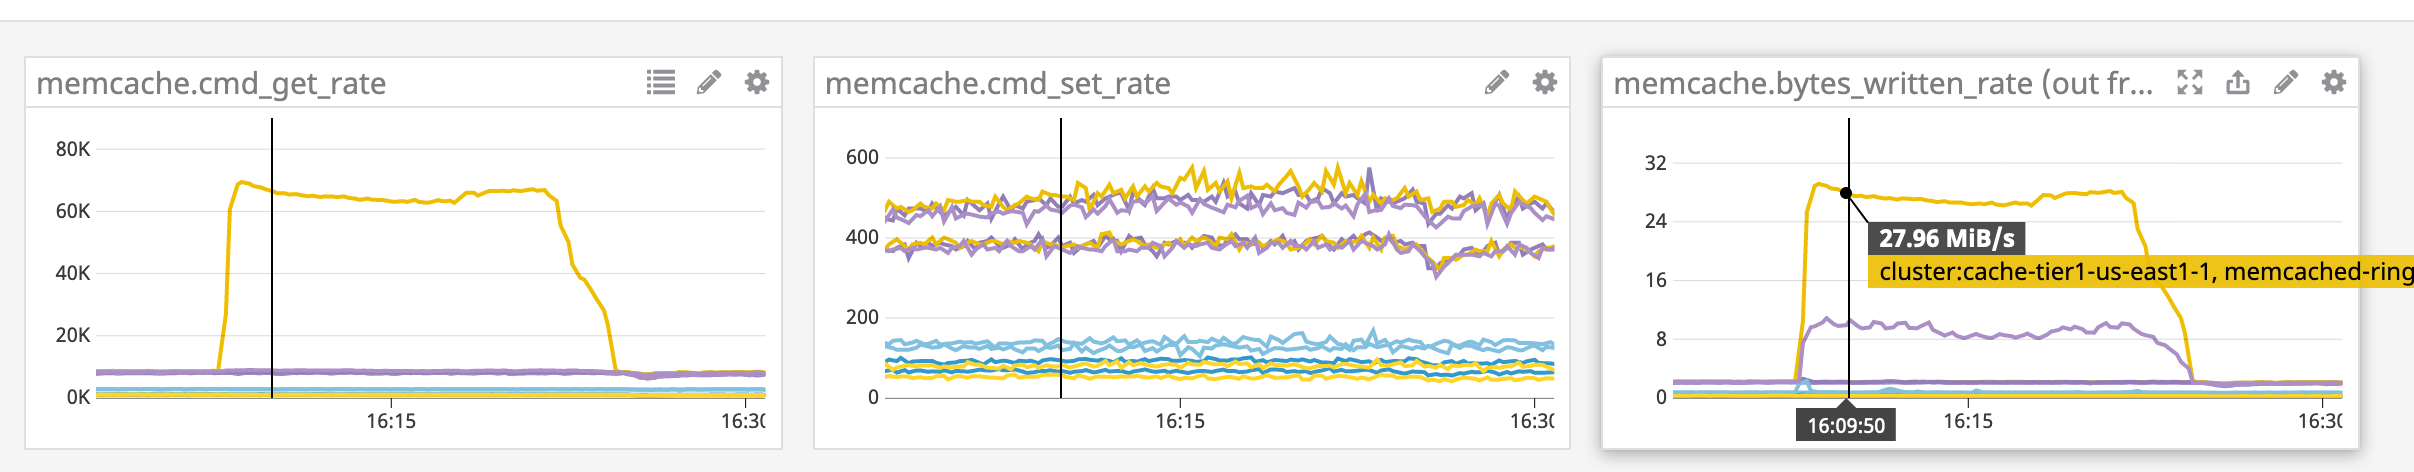 memcache.cmd_get_rate
80K
60K
40K
20K
0K
16:15
memcache.cmd_set_rate
600
400
200
0
16:15
memcache.bytes_written_rate (out fr...
32
24
16
8
0
27.96 MiB/s
cluster:cache-tier1-us-east1-1, memcached-ring
16:09:50
16:15